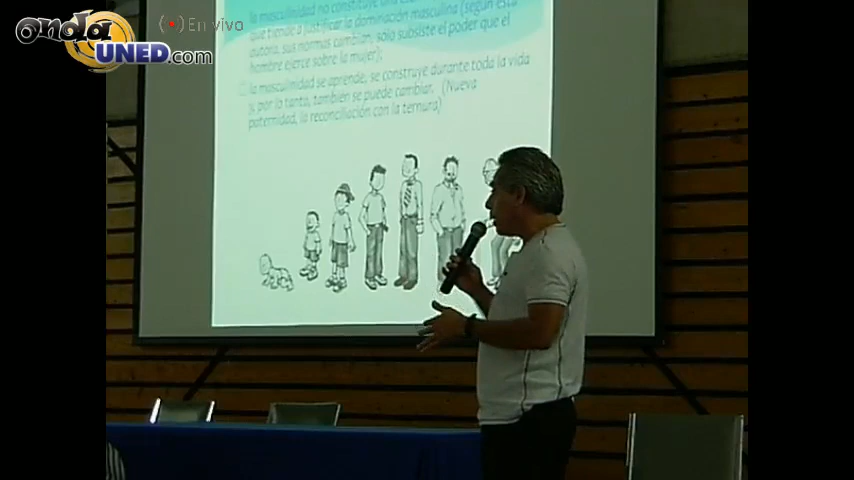 onda
UNED.com
En vivo
la masculinidad no constituye una
que tiende a justificar la dominación masculina (según esta
autora, sus normas cambian, solo subsiste el poder que el
hombre ejerce sobre la mujer);
la masculinidad se aprende, se construye durante toda la vida
y, por lo tanto, también se puede cambiar. (Nueva
paternidad, la reconciliación con la ternura)